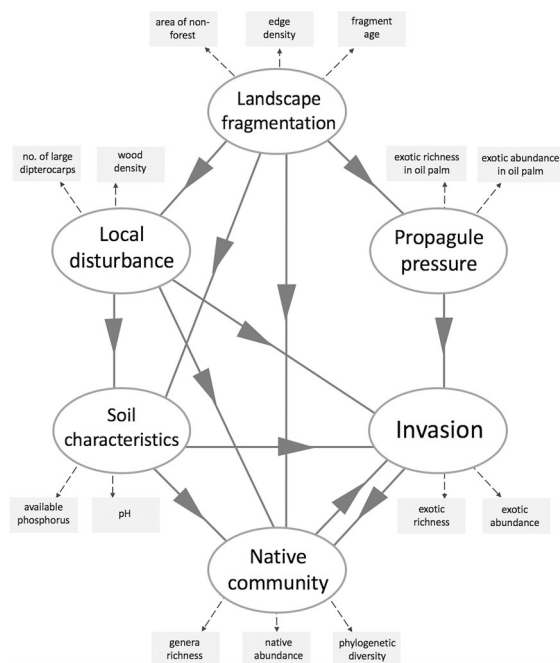 area of non-
forest
edge
density
fragment
age
Landscape
fragmentation
no. of large
dipterocarps
wood
density
exotic richness
in oil palm
exotic abundance
in oil palm
Local
disturbance
Propagule
pressure
Soil
characteristics
Invasion
available
phosphorus
pH
exotic
richness
exotic
abundance
Native
community
genera
richness
native
abundance
phylogenetic
diversity